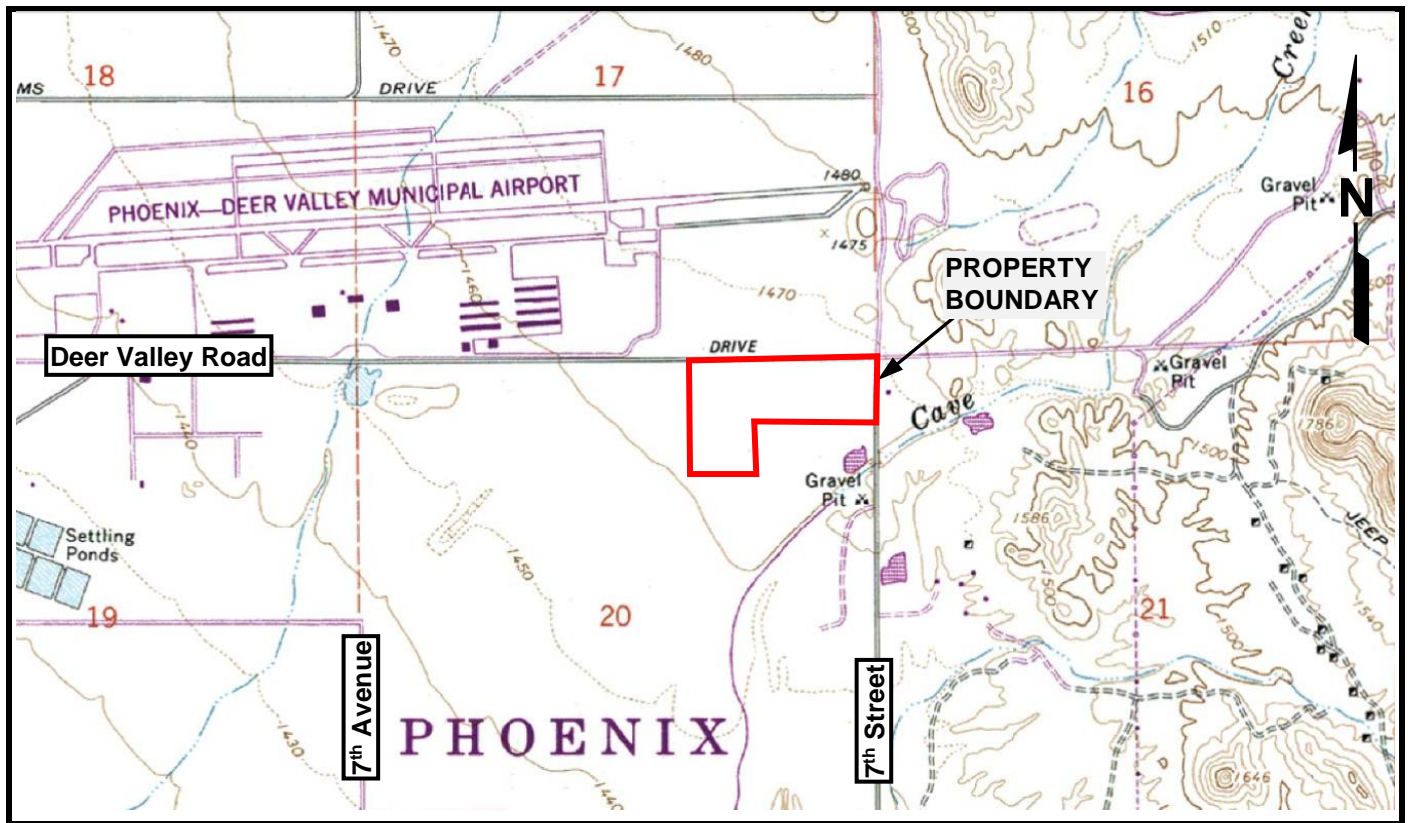 1470
1480
500
1510
Creek
18
17
16
MS
DRIVE
1480
Gravel
Pit
N
PHOENIX—DEER VALLEY MUNICIPAL AIRPORT
1475
PROPERTY
BOUNDARY
1460
1470
DRIVE
Deer Valley Road
Gravel
Pit
Cave
1440
1786
1500
Gravel
Pit
1586
JEEP
Settling
Ponds
1450
1500
19
20
21
1540
1500
7th Avenue
7th Street
PHOENIX
1430
1440
1646